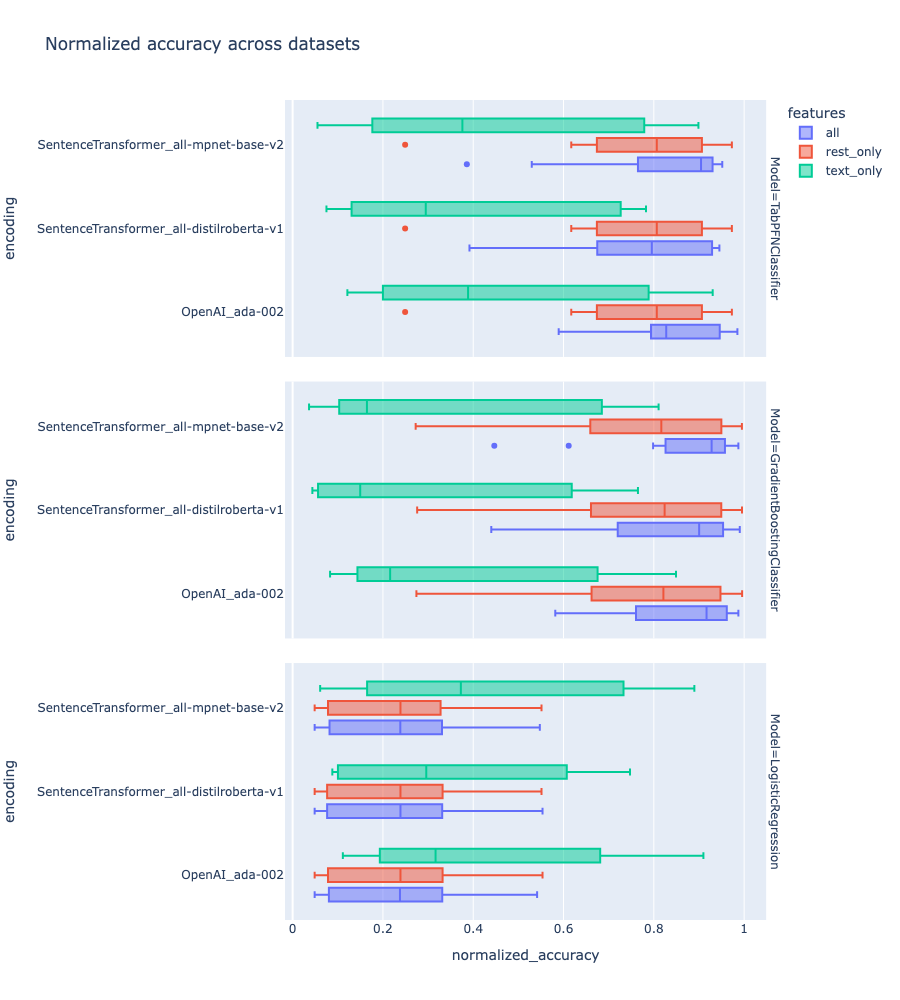 Normalized accuracy across datasets
features
all
rest_only
text_only
encoding
SentenceTransformer_all-mpnet-base-v2
SentenceTransformer_all-distilroberta-v1
OpenAI_ada-002
Model=TabPFNClassifier
encoding
SentenceTransformer_all-mpnet-base-v2
SentenceTransformer_all-distilroberta-v1
OpenAI_ada-002
Model=GradientBoostingClassifier
encoding
SentenceTransformer_all-mpnet-base-v2
SentenceTransformer_all-distilroberta-v1
OpenAI_ada-002
Model=LogisticRegression
0 0.2 0.4 0.6 0.8 1
normalized_accuracy